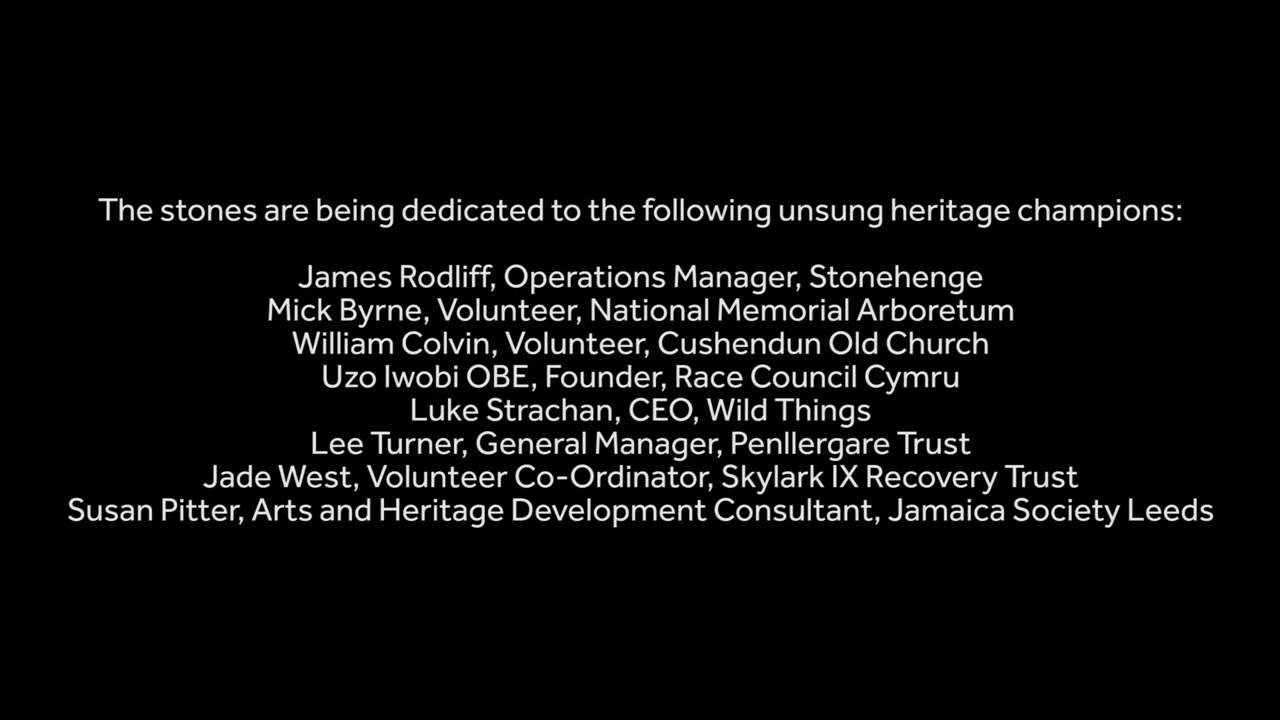 The stones are being dedicated to the following unsung heritage champions:
James Rodliff, Operations Manager, Stonehenge
Mick Byrne, Volunteer, National Memorial Arboretum
William Colvin, Volunteer, Cushendun Old Church
Uzo Iwobi OBE, Founder, Race Council Cymru
Luke Strachan, CEO, Wild Things
Lee Turner, General Manager, Penllergare Trust
Jade West, Volunteer Co-Ordinator, Skylark IX Recovery Trust
Susan Pitter, Arts and Heritage Development Consultant, Jamaica Society Leeds